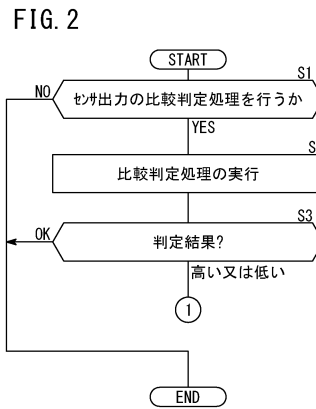 FIG. 2
START
S1
NO
ｾﾝｻ出力の比較判定処理を行うか
YES
S
比較判定処理の実行
S3
OK
判定結果?
高い又は低い
1
END